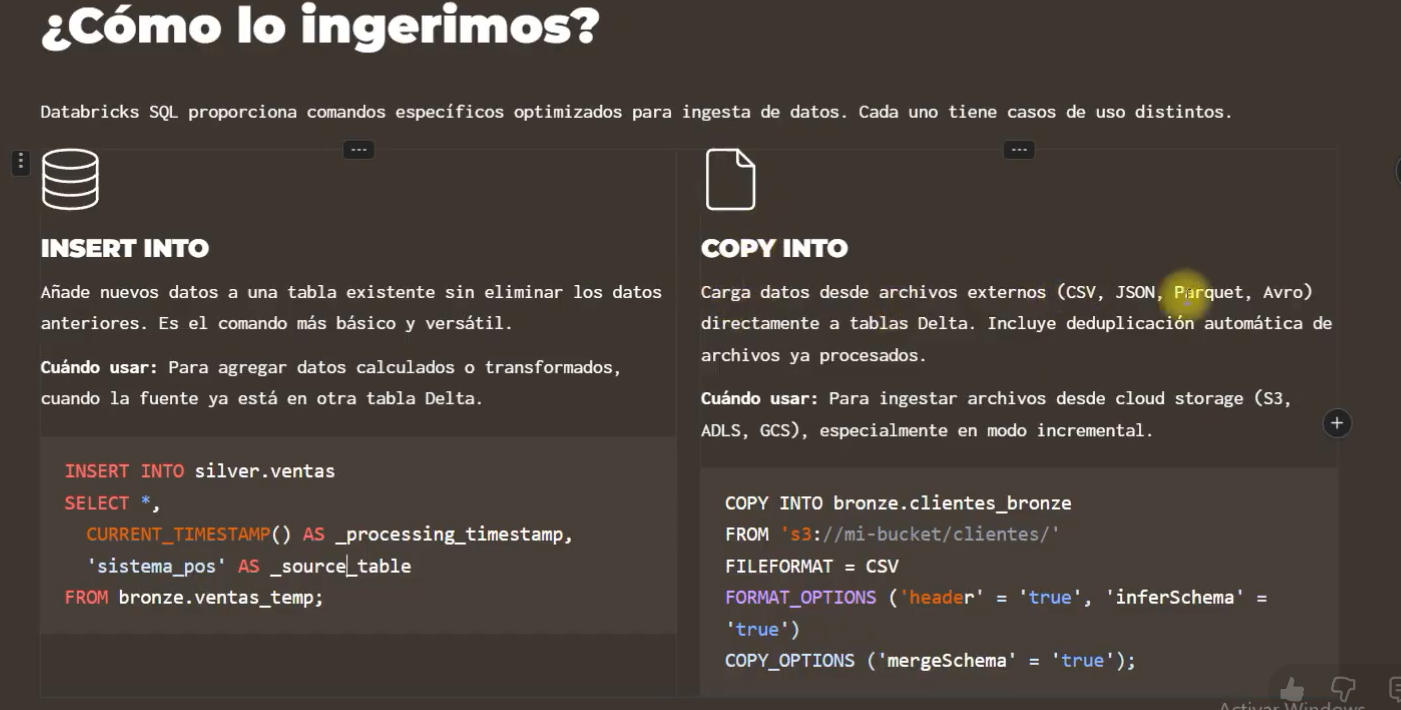 ¿Cómo lo ingerimos?
Databricks SQL proporciona comandos específicos optimizados para ingesta de datos. Cada uno tiene casos de uso distintos.
INSERT INTO
Añade nuevos datos a una tabla existente sin eliminar los datos
anteriores. Es el comando más básico y versátil.
Cuándo usar: Para agregar datos calculados o transformados,
cuando la fuente ya está en otra tabla Delta.
INSERT INTO silver.ventas
SELECT *,
CURRENT_TIMESTAMP() AS _processing_timestamp,
'sistema_pos' AS _source_table
FROM bronze.ventas_temp;
COPY INTO
Carga datos desde archivos externos (CSV, JSON, Parquet, Avro)
directamente a tablas Delta. Incluye deduplicación automática de
archivos ya procesados.
Cuándo usar: Para ingestar archivos desde cloud storage (S3,
ADLS, GCS), especialmente en modo incremental.
COPY INTO bronze.clientes_bronze
FROM 's3://mi-bucket/clientes/'
FILEFORMAT = CSV
FORMAT_OPTIONS ('header' = 'true', 'inferSchema' =
'true')
COPY_OPTIONS ('mergeSchema' = 'true');
Activar Windows